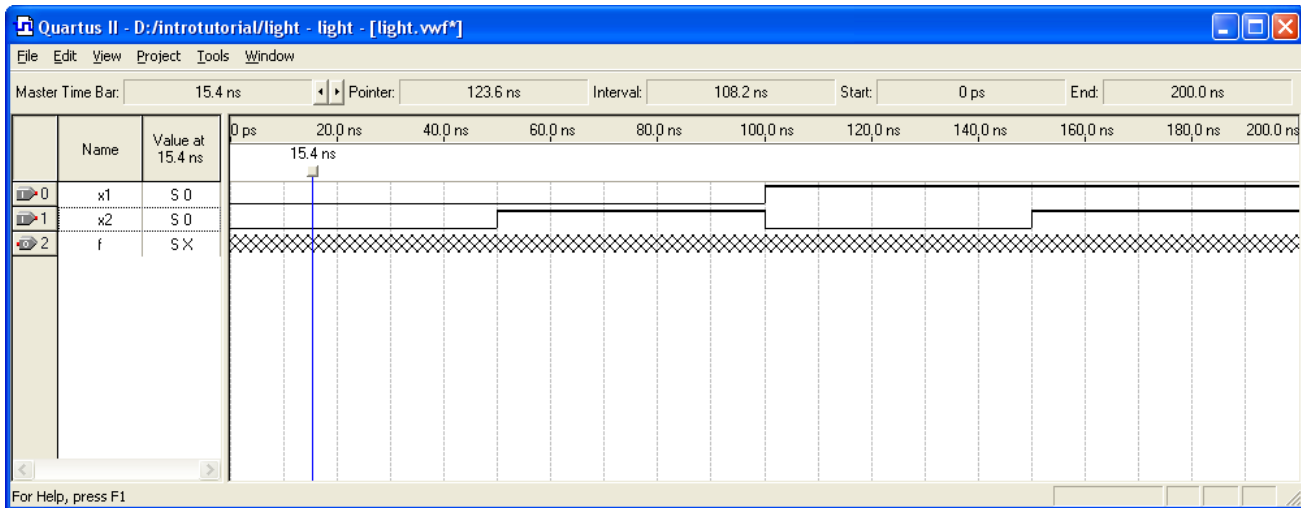 Quartus II - D:/introtutorial/light - light - [light.vwf*]
File Edit View Project Tools Window
Master Time Bar: 15.4 ns Pointer: 123.6 ns Interval: 108.2 ns Start: 0 ps End: 200.0 ns
Name Value at 15.4 ns
0 ps 20.0 ns 40.0 ns 60.0 ns 80.0 ns 100.0 ns 120.0 ns 140.0 ns 160.0 ns 180.0 ns 200.0 ns
15.4 ns
0 x1 S 0
1 x2 S 0
2 f S X
For Help, press F1